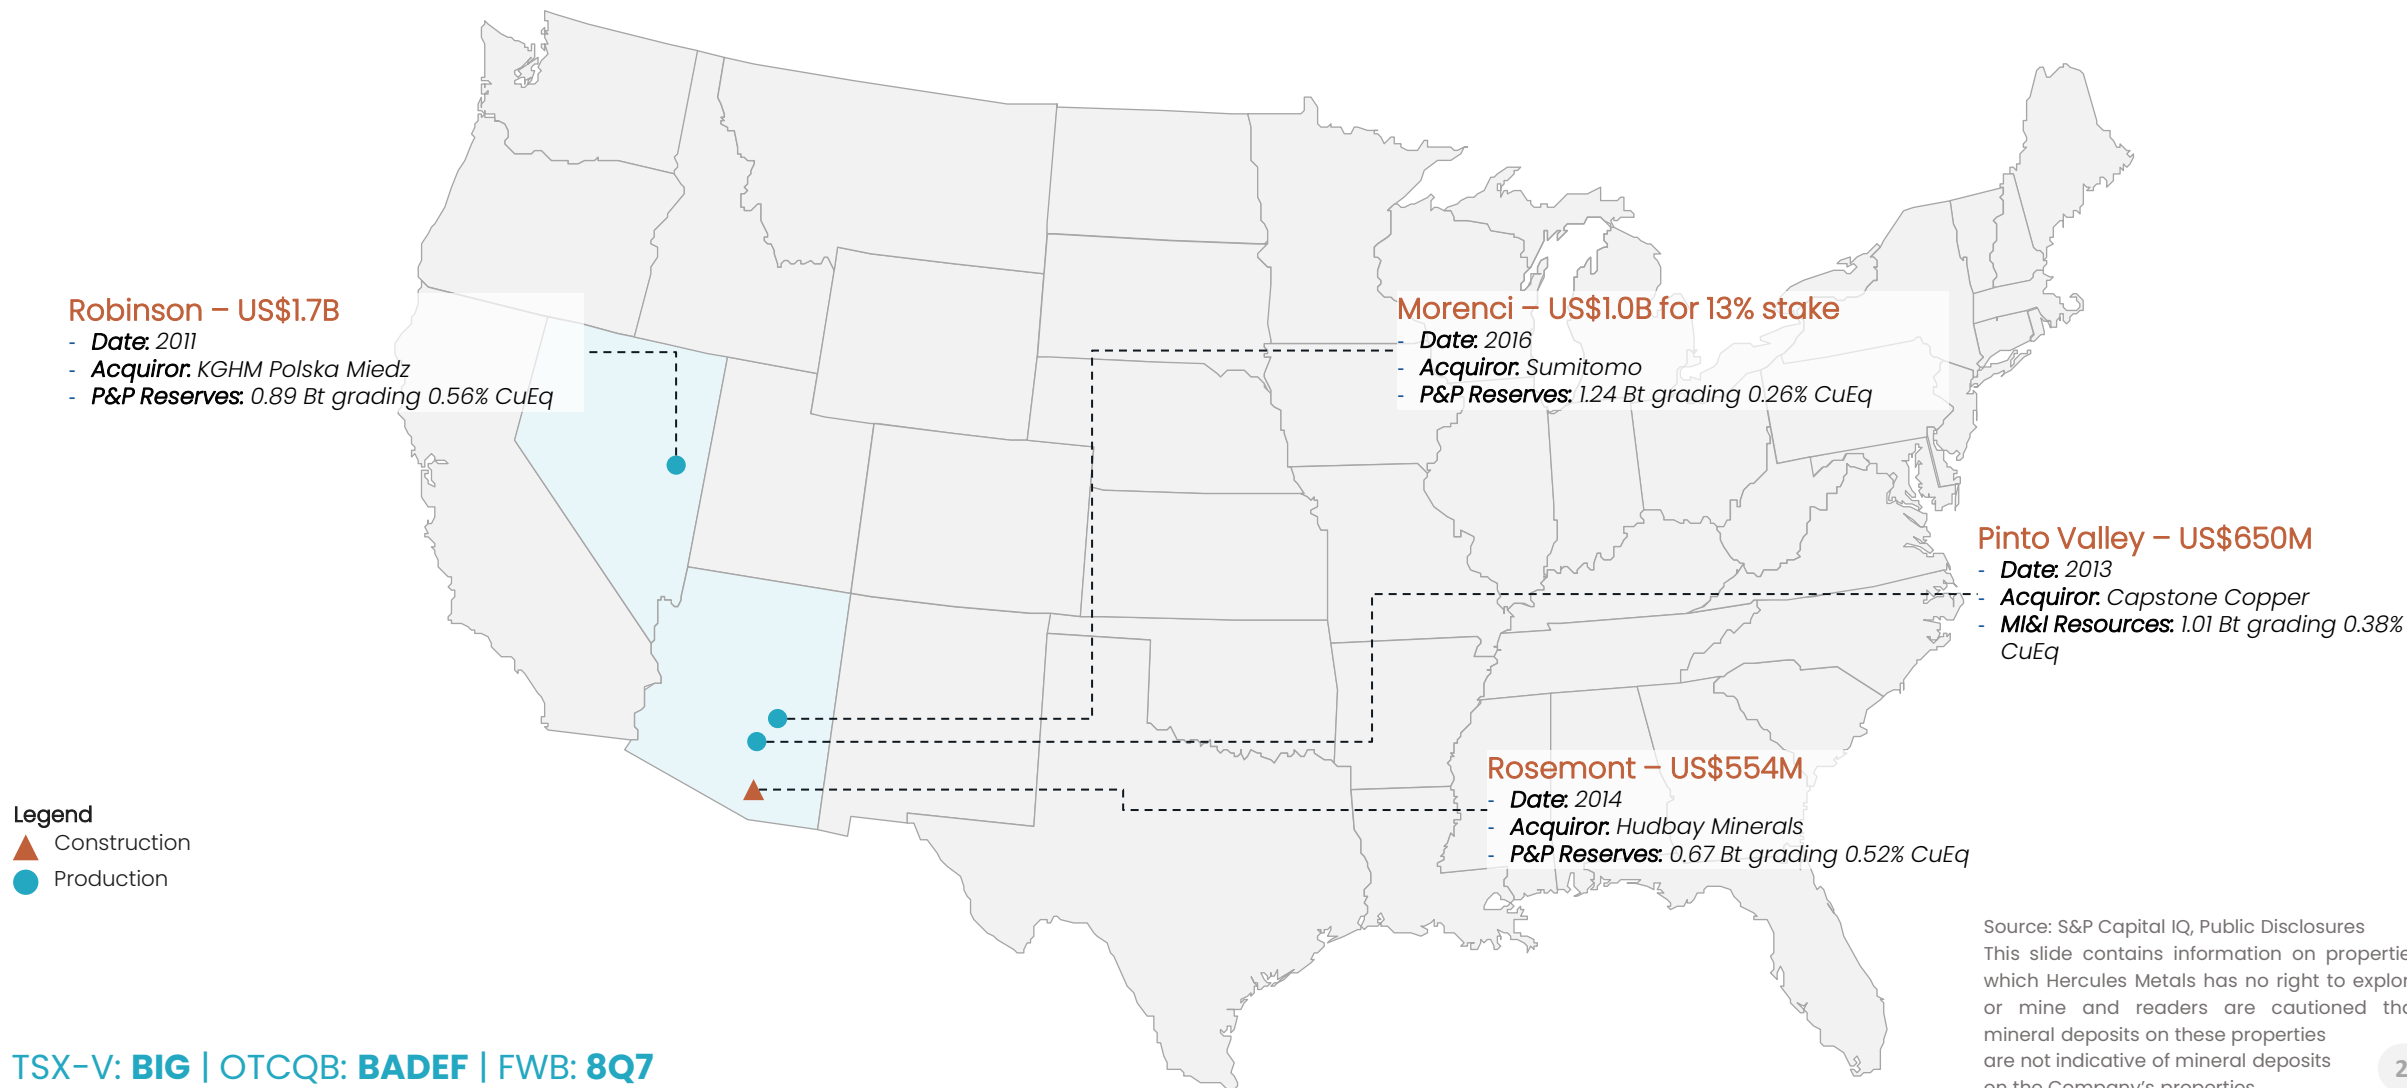 Robinson – US$1.7B
- Date: 2011
- Acquiror: KGHM Polska Miedz
- P&P Reserves: 0.89 Bt grading 0.56% CuEq
Morenci – US$1.0B for 13% stake
- Date: 2016
- Acquiror: Sumitomo
- P&P Reserves: 1.24 Bt grading 0.26% CuEq
Pinto Valley – US$650M
- Date: 2013
- Acquiror: Capstone Copper
- MI&I Resources: 1.01 Bt grading 0.38%
CuEq
Rosemont – US$554M
- Date: 2014
- Acquiror: Hudbay Minerals
- P&P Reserves: 0.67 Bt grading 0.52% CuEq
Legend
Construction
Production
Source: S&P Capital IQ, Public Disclosures
This slide contains information on
which Hercules Metals has no right to
or mine and readers are cautioned
mineral deposits on these properties
are not indicative of mineral deposits
on the Company's properties
TSX-V: BIG | OTCQB: BADEF | FWB: 8Q7